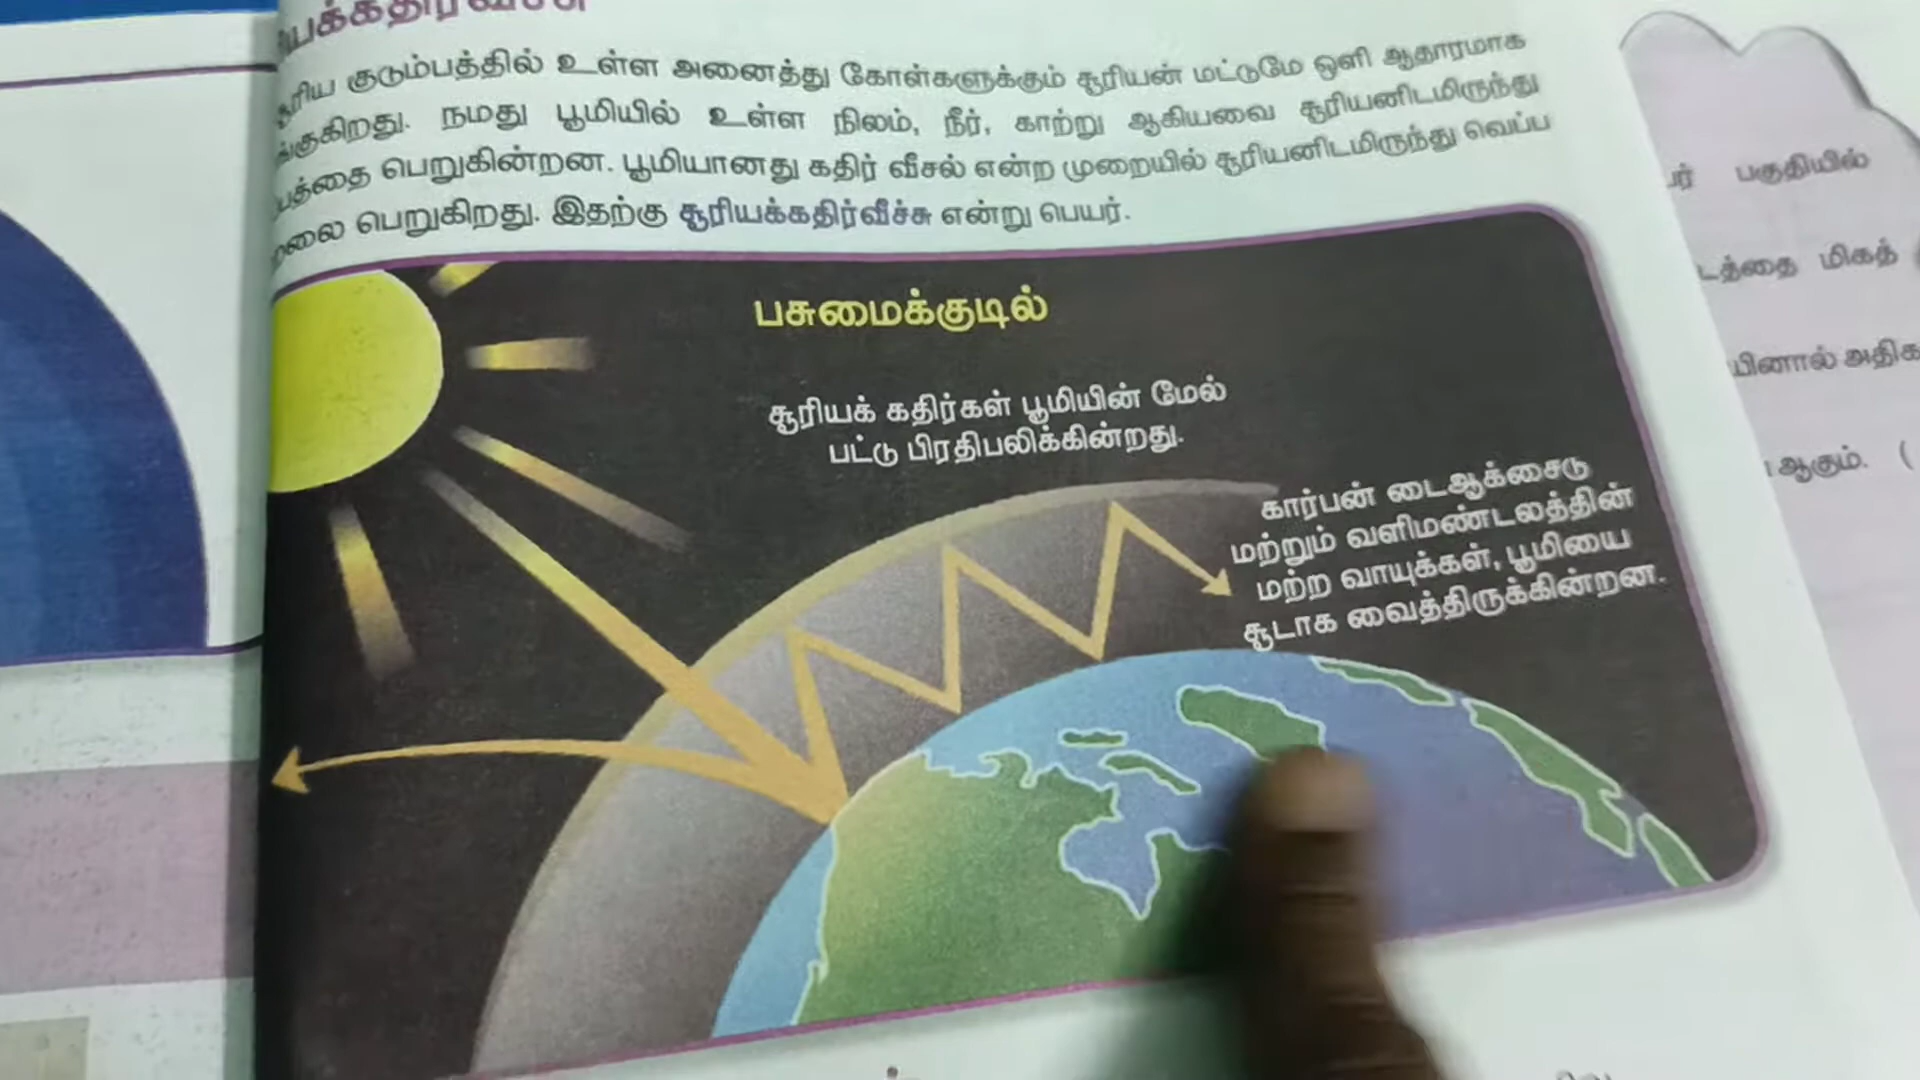 சூரிய குடும்பத்தில் உள்ள அனைத்து கோள்களுக்கும் சூரியன் மட்டுமே ஒளி ஆதாரமாக
நமது பூமியில் உள்ள நிலம், நீர், காற்று ஆகியவை சூரியனிடமிருந்து
பெறுகின்றன. பூமியானது கதிர் வீசல் என்ற முறையில் சூரியனிடமிருந்து வெப்ப
பெறுகிறது. இதற்கு சூரியக்கதிர்வீச்சு என்று பெயர்.
பசுமைக்குடில்
சூரியக் கதிர்கள் பூமியின் மேல்
பட்டு பிரதிபலிக்கின்றது.
கார்பன் டைஆக்சைடு
மற்றும் வளிமண்டலத்தின்
மற்ற வாயுக்கள், பூமியை
சூடாக வைத்திருக்கின்றன.
பகுதியில்
மிகத்
அதிக
ஆகும். (